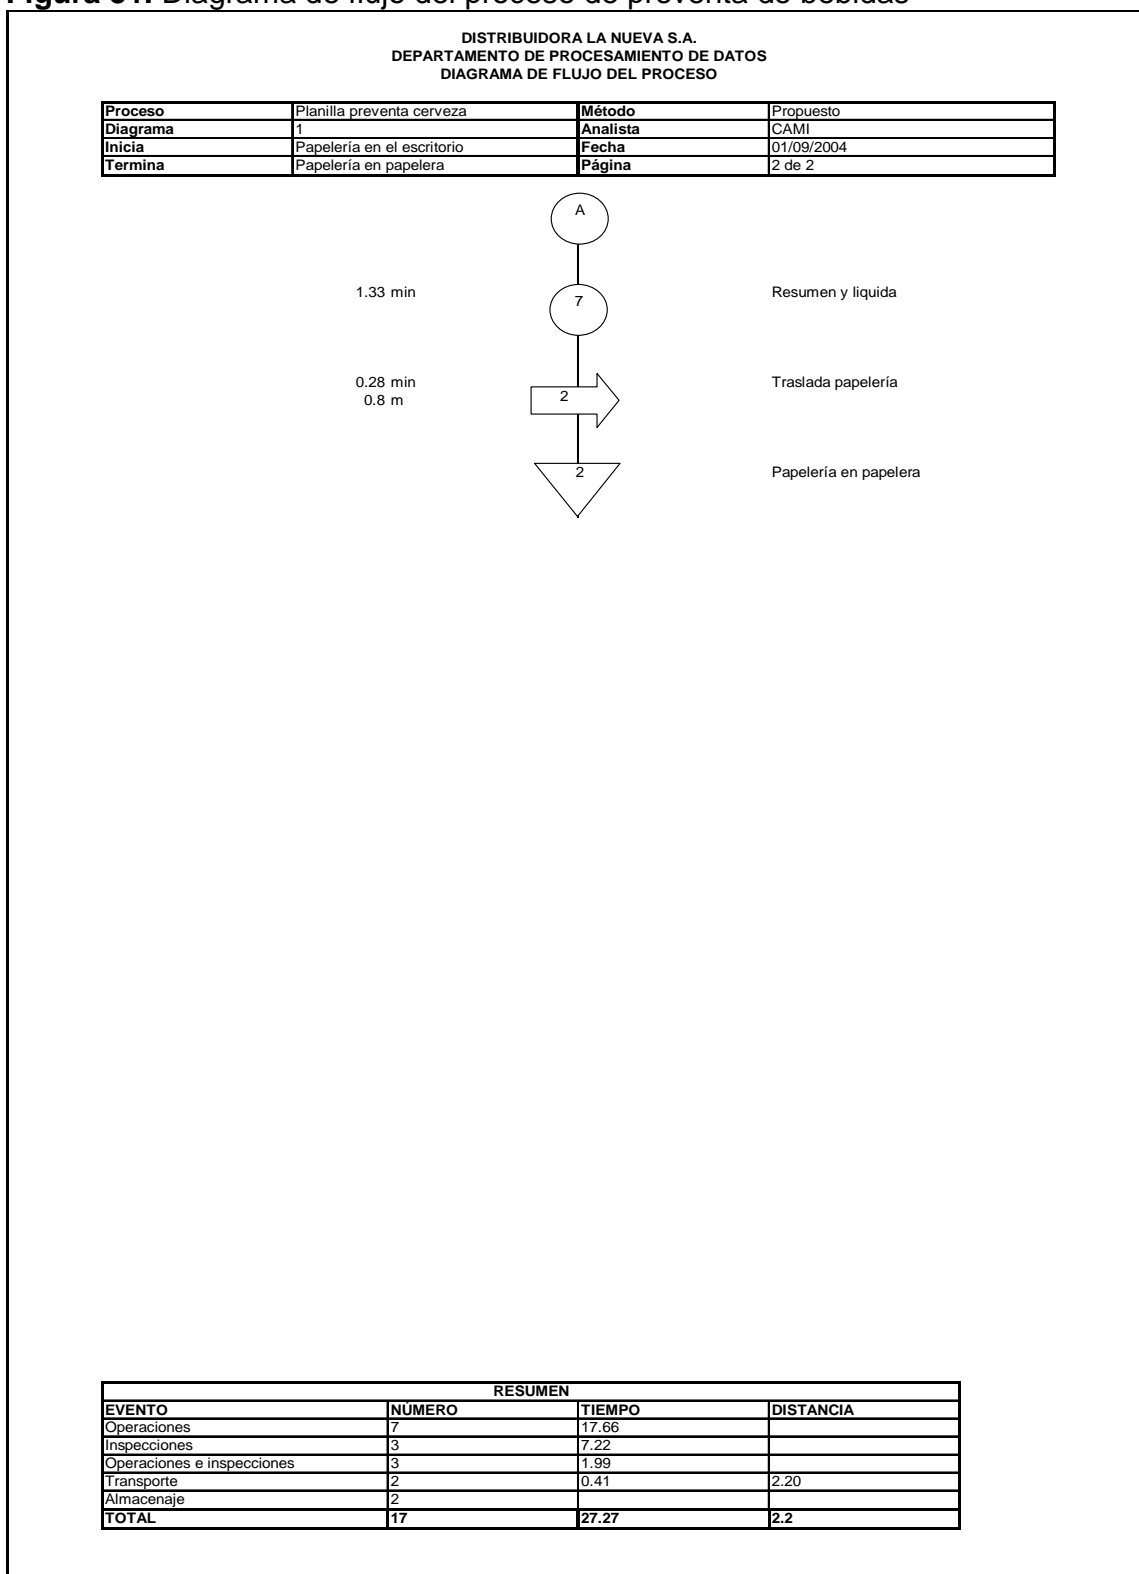 Figura 31. Diagrama de flujo del proceso de preventa de bebidas
DISTRIBUIDORA LA NUEVA S.A.
DEPARTAMENTO DE PROCESAMIENTO DE DATOS
DIAGRAMA DE FLUJO DEL PROCESO
Proceso Planilla preventa cerveza Método Propuesto
Diagrama 1 Analista CAMI
Inicia Papelería en el escritorio Fecha 01/09/2004
Termina Papelería en papelera Página 2 de 2
A
1.33 min 7 Resumen y liquida
0.28 min Traslada papelería
0.8 m 2
2 Papelería en papelera
RESUMEN
EVENTO NÚMERO TIEMPO DISTANCIA
Operaciones 7 17.66
Inspecciones 3 7.22
Operaciones e inspecciones 3 1.99
Transporte 2 0.41 2.20
Almacenaje 2
TOTAL 17 27.27 2.2